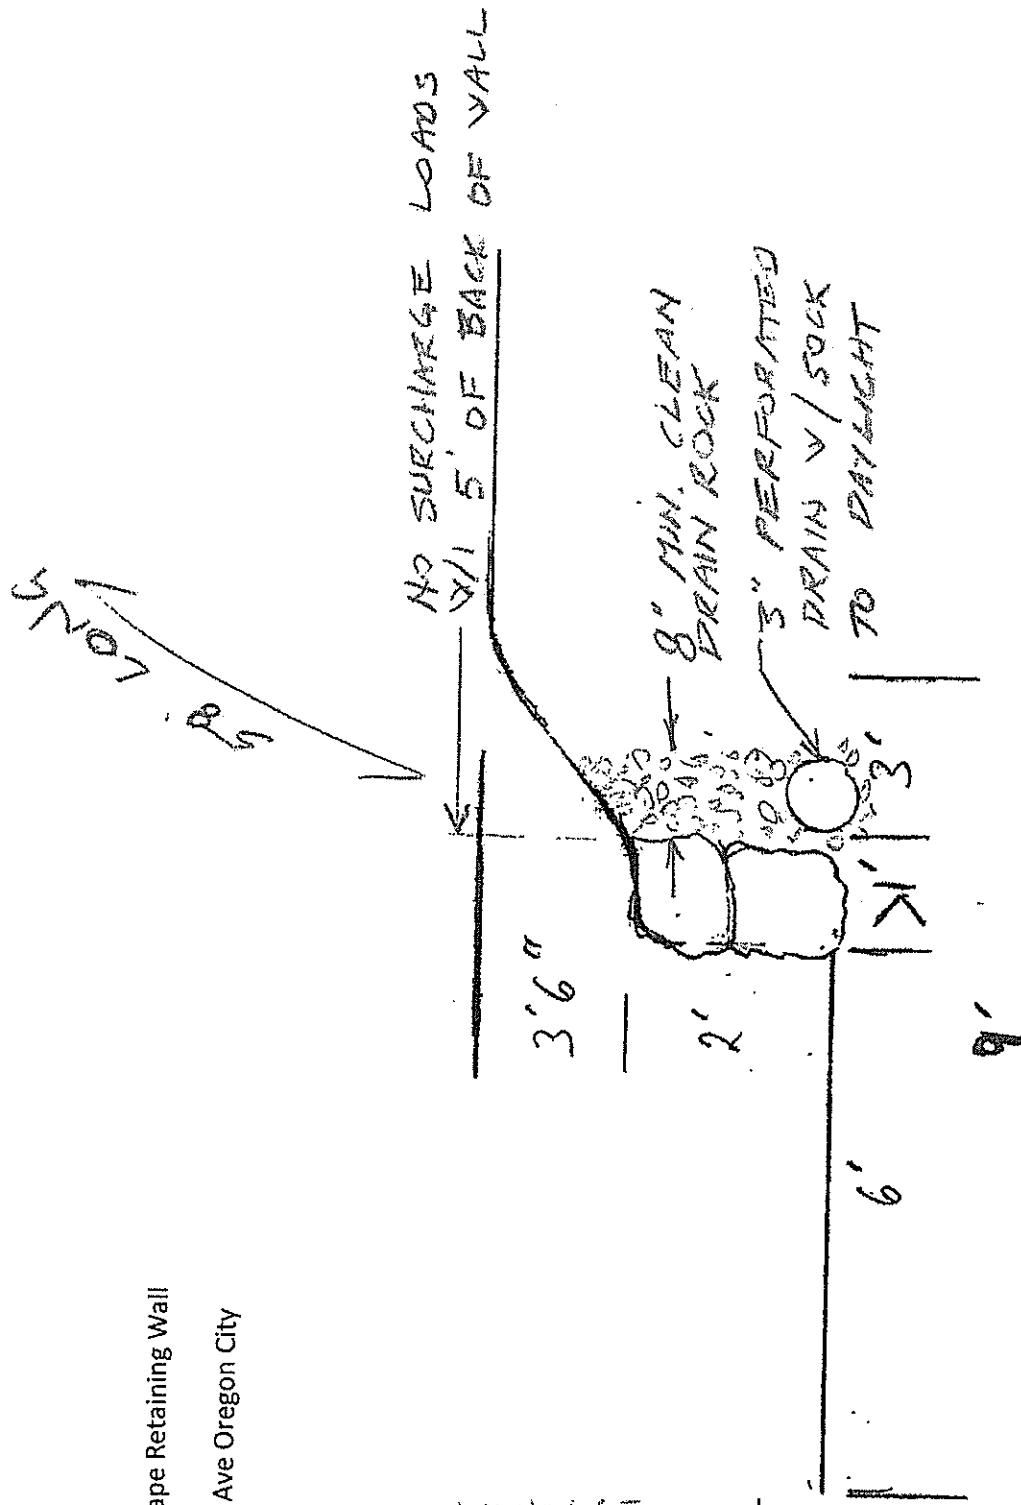 ape Retaining Wall
Ave Oregon City
LONG
NO SURCHARGE LOADS
W/I 5' OF BACK OF WALL
3'6"
2'
8" MIN. CLEAN
DRAIN ROCK
3" PERFORATED
DRAIN W/ SOCK
TO DAYLIGHT
6'
>1'
3'
9'